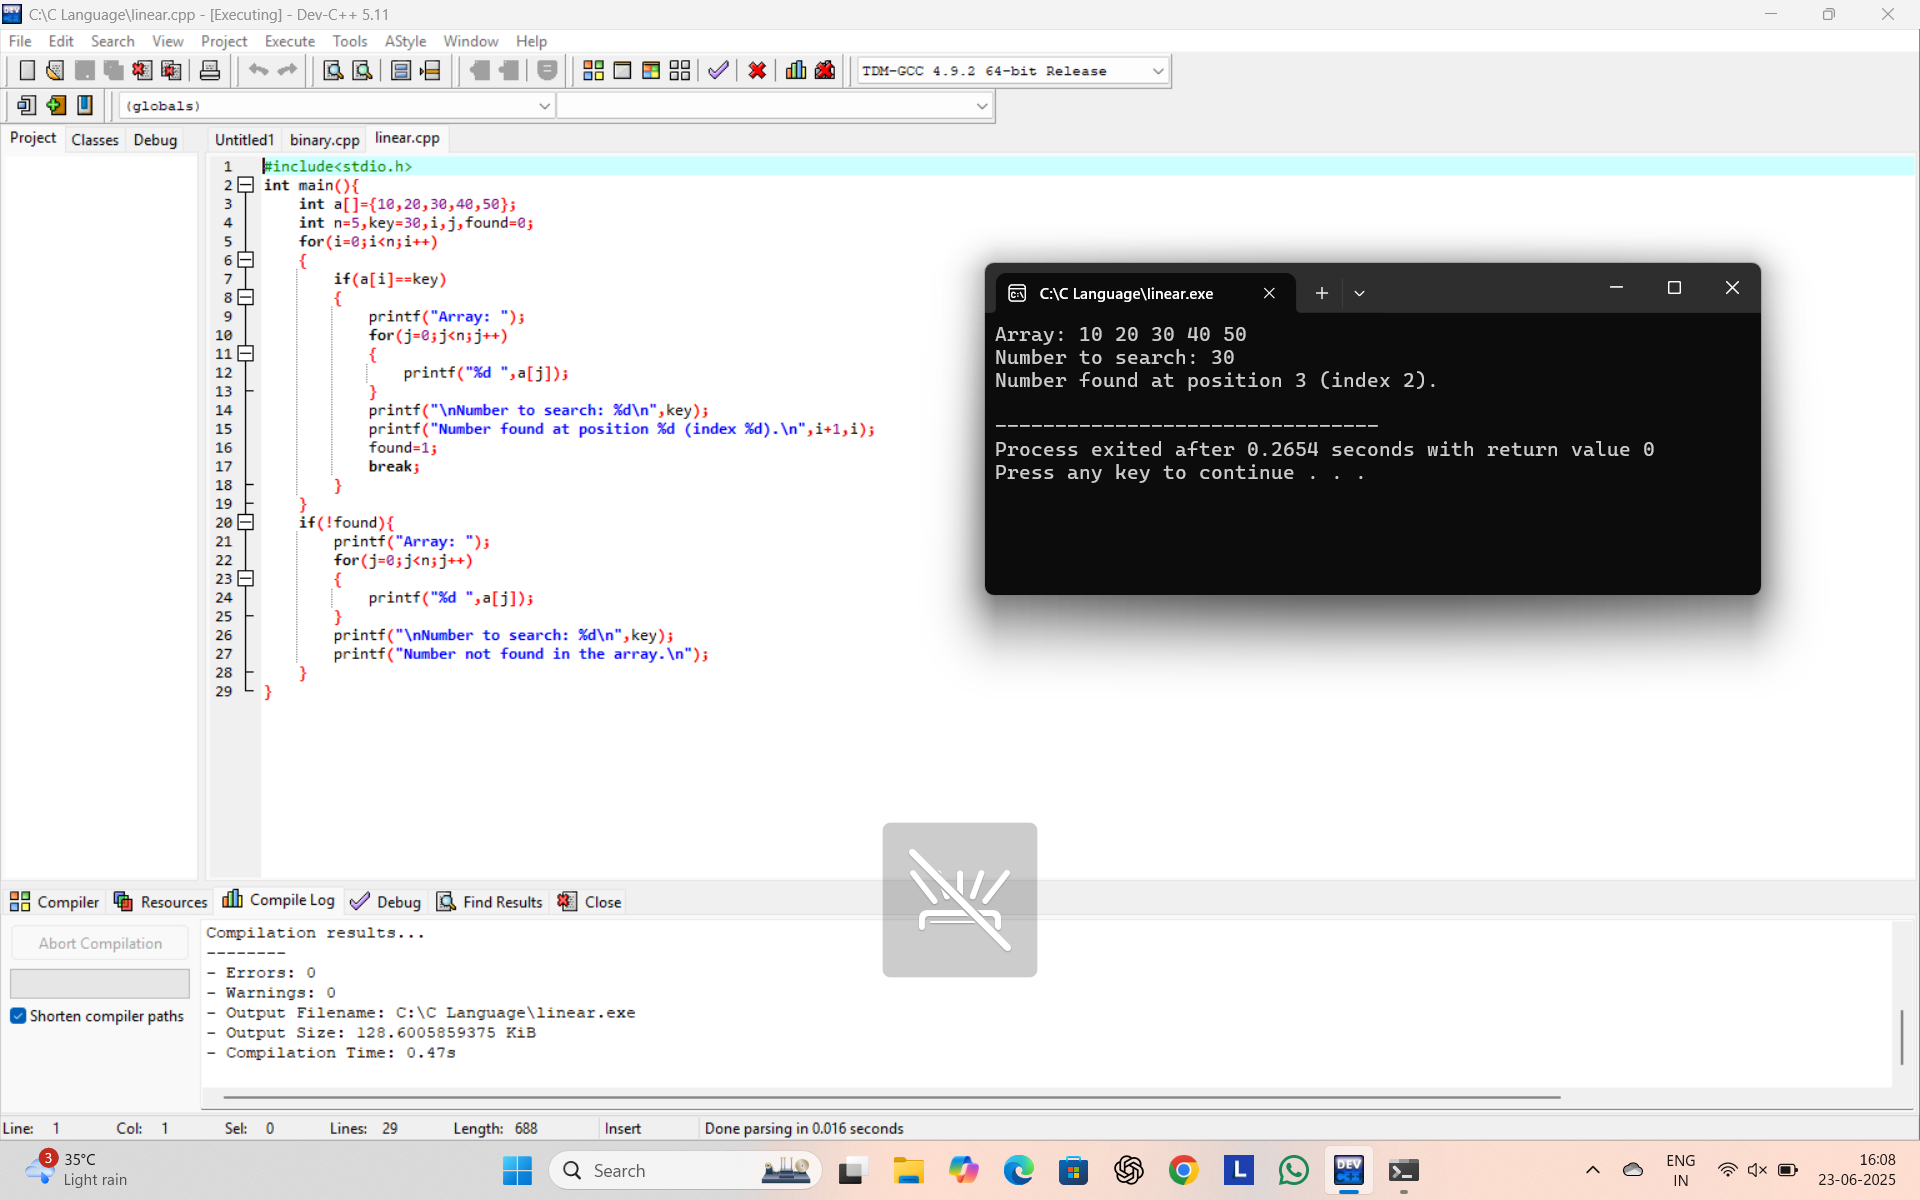 C:\C Language\linear.cpp - [Executing] - Dev-C++ 5.11
File Edit Search View Project Execute Tools AStyle Window Help
TDM-GCC 4.9.2 64-bit Release
(globals)
Project Classes Debug Untitled1 binary.cpp linear.cpp
1 #include<stdio.h>
2 int main(){
3 int a[]={10,20,30,40,50};
4 int n=5,key=30,i,j,found=0;
5 for(i=0;i<n;i++)
6 {
7 if(a[i]==key)
8 {
9 printf("Array: ");
10 for(j=0;j<n;j++)
11 {
12 printf("%d ",a[j]);
13 }
14 printf("\nNumber to search: %d\n",key);
15 printf("Number found at position %d (index %d).\n",i+1,i);
16 found=1;
17 break;
18 }
19 }
20 if(!found){
21 printf("Array: ");
22 for(j=0;j<n;j++)
23 {
24 printf("%d ",a[j]);
25 }
26 printf("\nNumber to search: %d\n",key);
27 printf("Number not found in the array.\n");
28 }
29 }
C:\C Language\linear.exe
Array: 10 20 30 40 50
Number to search: 30
Number found at position 3 (index 2).
--------------------------------
Process exited after 0.2654 seconds with return value 0
Press any key to continue . . .
Compiler Resources Compile Log Debug Find Results Close
Abort Compilation
Shorten compiler paths
Compilation results...
--------
- Errors: 0
- Warnings: 0
- Output Filename: C:\C Language\linear.exe
- Output Size: 128.6005859375 KiB
- Compilation Time: 0.47s
Line: 1 Col: 1 Sel: 0 Lines: 29 Length: 688 Insert Done parsing in 0.016 seconds
3
35°C
Light rain
Search
L
DEV
ENG
IN
16:08
23-06-2025